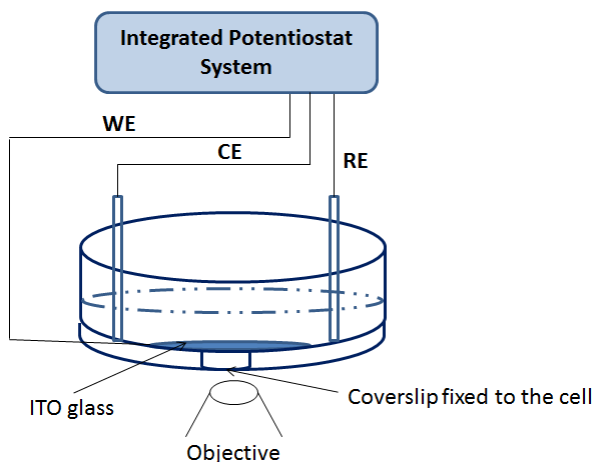 Integrated Potentiostat
System
WE
CE
RE
ITO glass
Coverslip fixed to the cell
Objective